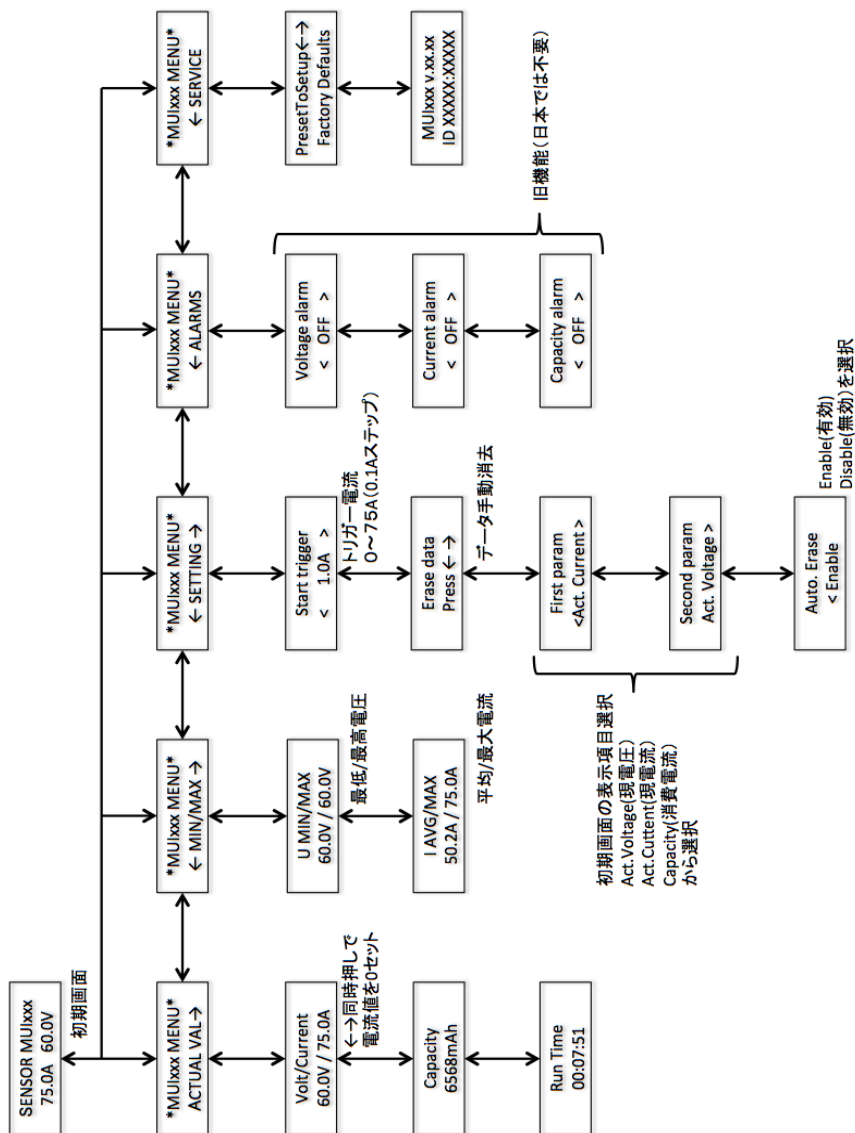 SENSOR MUIxxx
75.0A 60.0V
初期画面
*MUIxxx MENU*
ACTUAL VAL→
Volt/Current
60.0V / 75.0A
←→同時押しで
電流値を0セット
Capacity
6568mAh
Run Time
00:07:51
*MUIxxx MENU*
← MIN/MAX →
U MIN/MAX
60.0V / 60.0V
最低/最高電圧
I AVG/MAX
50.2A / 75.0A
平均/最大電流
*MUIxxx MENU*
← SETTING →
Start trigger
< 1.0A >
トリガー電流
0〜75A(0.1Aステップ)
Erase data
Press ← →
データ手動消去
First param
<Act. Current >
Second param
Act. Voltage >
初期画面の表示項目選択
Act.Voltage(現電圧)
Act.Cuttent(現電流)
Capacity(消費電流)
から選択
Auto. Erase
< Enable
Enable(有効)
Disable(無効)を選択
*MUIxxx MENU*
← ALARMS
Voltage alarm
< OFF >
Current alarm
< OFF >
Capacity alarm
< OFF >
旧機能(日本では不要)
*MUIxxx MENU*
← SERVICE
PresetToSetup←→
Factory Defaults
MUIxxx v.xx.xx
ID XXXXX:XXXXX